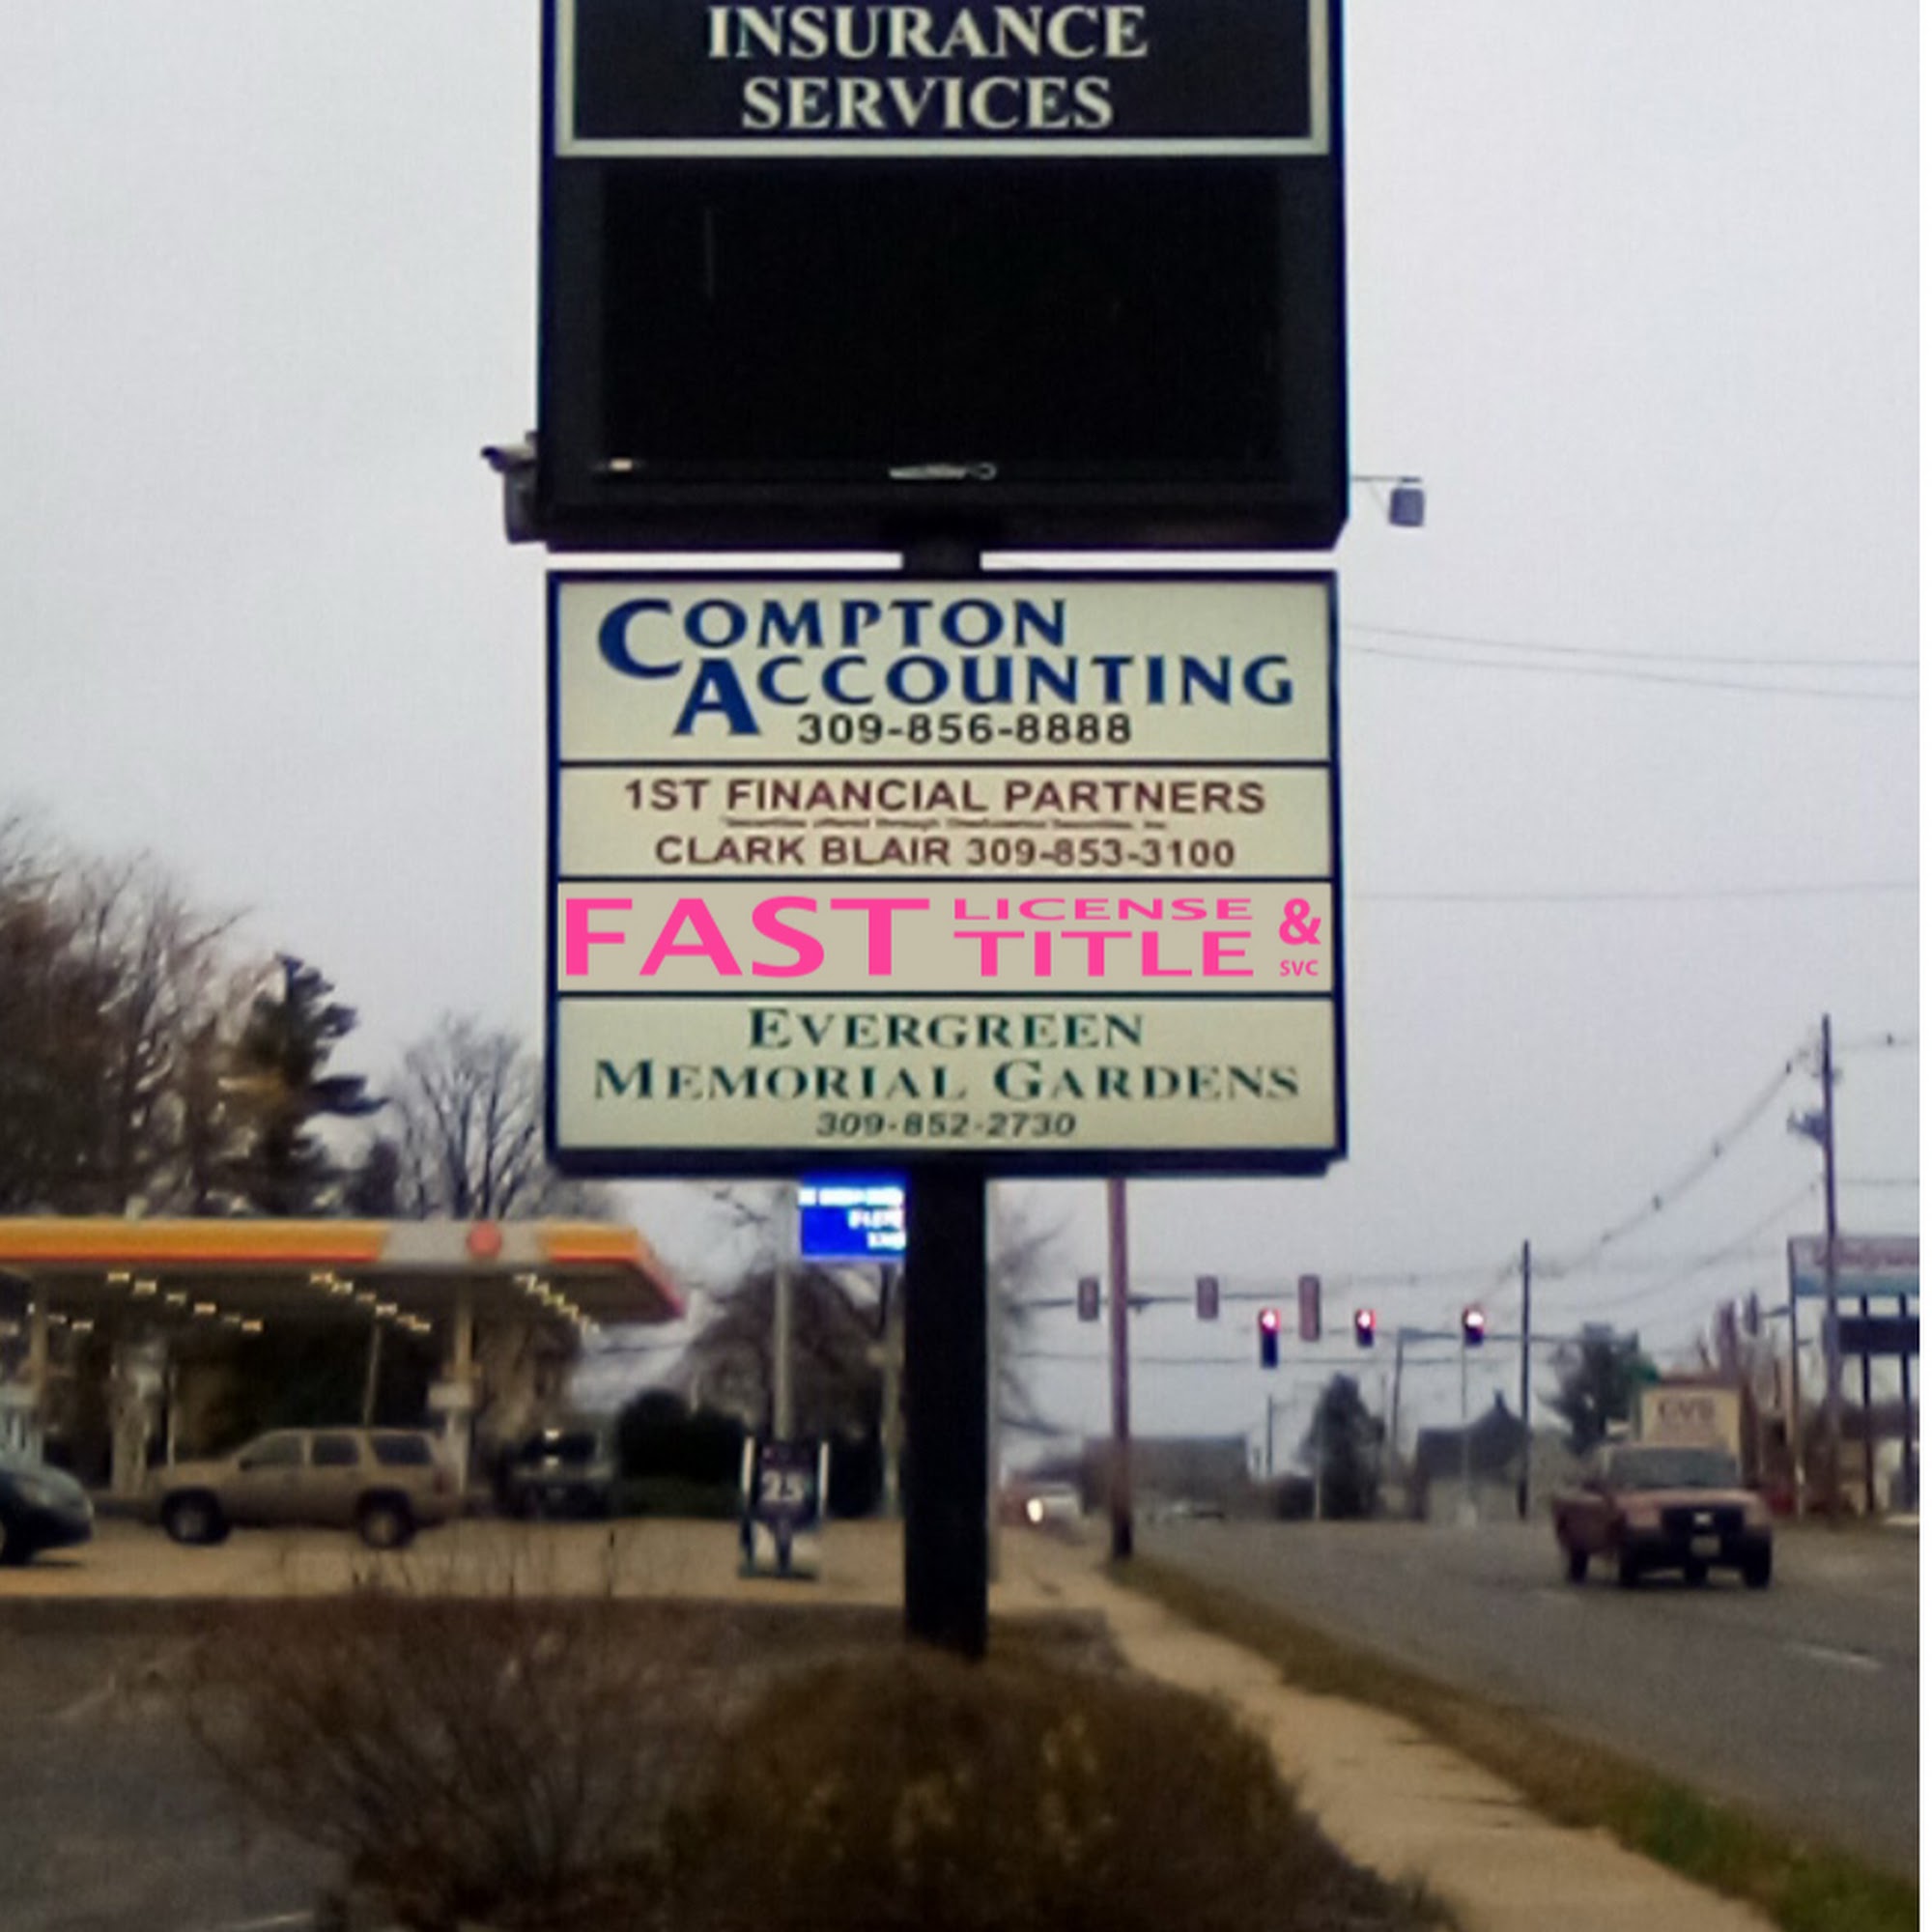 INSURANCE
SERVICES
COMPTON
ACCOUNTING
309-856-8888
1ST FINANCIAL PARTNERS
CLARK BLAIR 309-853-3100
FAST LICENSE &
TITLE SVC
EVERGREEN
MEMORIAL GARDENS
309-852-2730